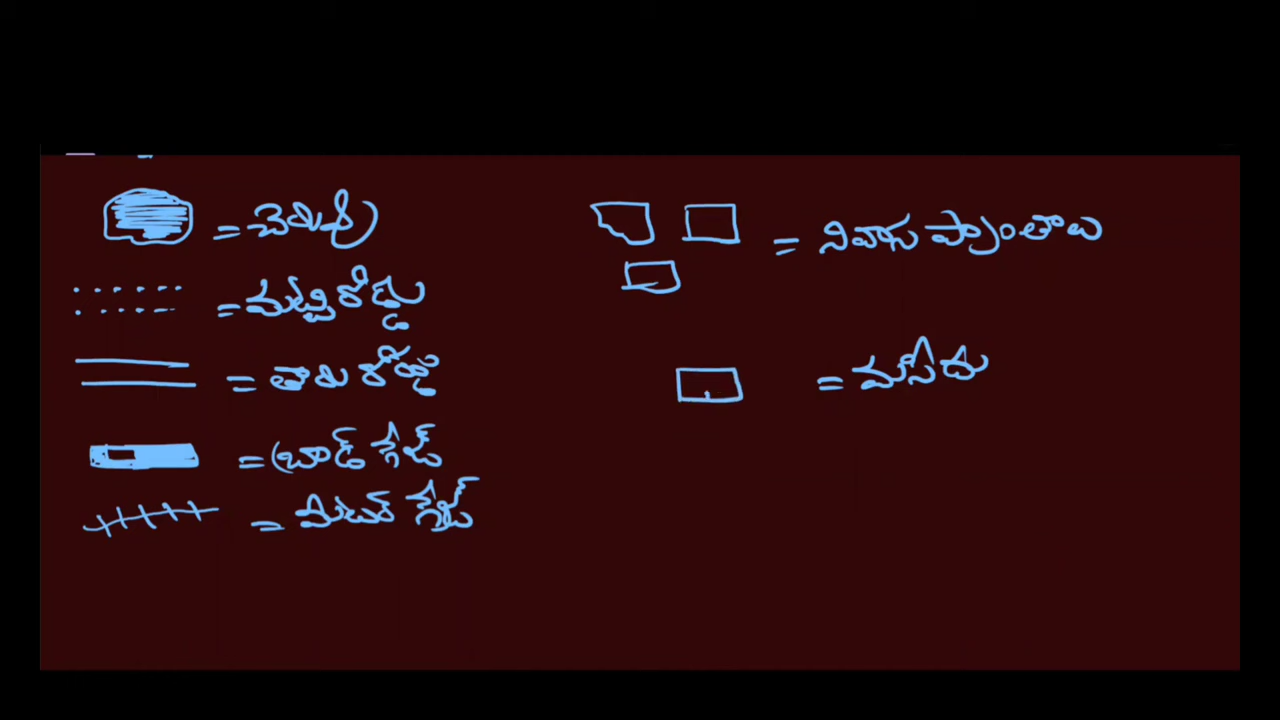 = చెరువు
= మట్టి రోడ్డు
= తారు రోడ్డు
= బ్రాడ్ గేజ్
= మీటర్ గేజ్
= నివాస ప్రాంతాలు
= మసీదు